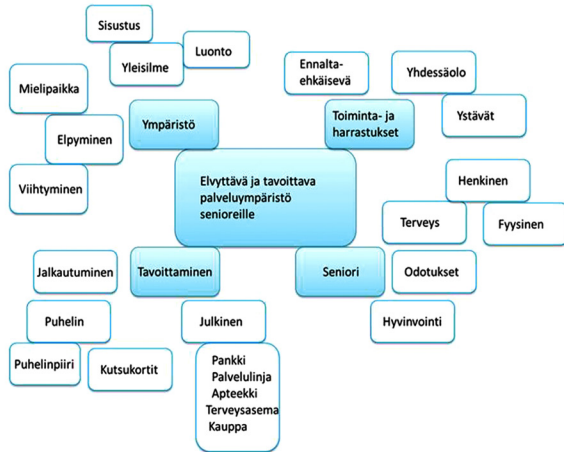 Sisustus
Luonto
Yleisilme
Mielipaikka
Elpyminen
Viihtyminen
Ympäristö
Ennalta-
ehkäisevä
Yhdessäolo
Ystävät
Toiminta- ja
harrastukset
Elvyttävä ja tavoittava
palveluympäristö
senioreille
Henkinen
Terveys
Fyysinen
Jalkautuminen
Tavoittaminen
Seniori
Odotukset
Hyvinvointi
Puhelin
Julkinen
Puhelinpiiri
Kutsukortit
Pankki
Palvelulinja
Apteekki
Terveysasema
Kauppa